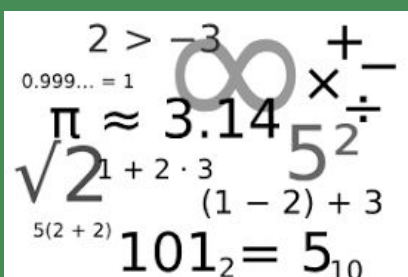 2 > −3
∞
+
−
×
÷
0.999... = 1
π ≈ 3.14
5²
√2
1 + 2 · 3
(1 − 2) + 3
5(2 + 2)
101₂ = 5₁₀